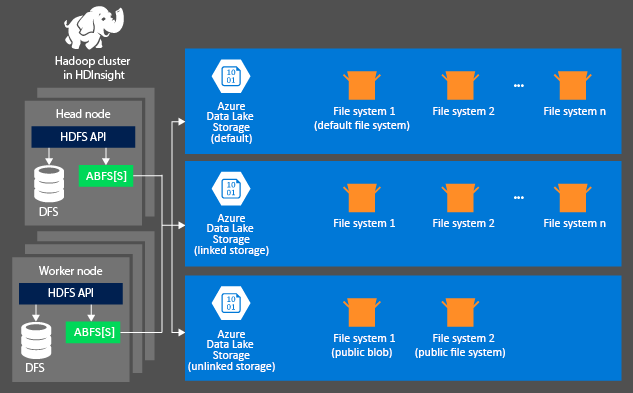 Hadoop cluster
in HDInsight
Head node
HDFS API
ABFS[S]
DFS
Worker node
HDFS API
ABFS[S]
DFS
10
01
Azure
Data Lake
Storage
(default)
File system 1
(default file system)
File system 2
...
File system n
10
01
Azure
Data Lake
Storage
(linked storage)
File system 1
File system 2
...
File system n
10
01
Azure
Data Lake
Storage
(unlinked storage)
File system 1
(public blob)
File system 2
(public file system)